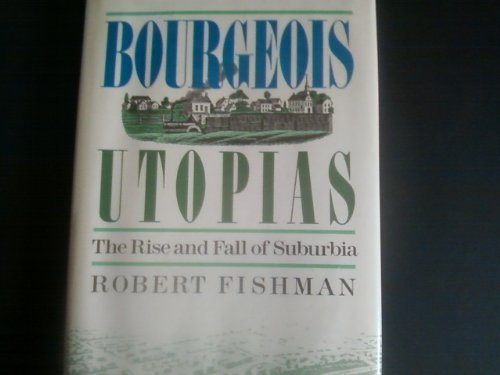 BOURGEOIS
UTOPIAS
The Rise and Fall of Suburbia
ROBERT FISHMAN